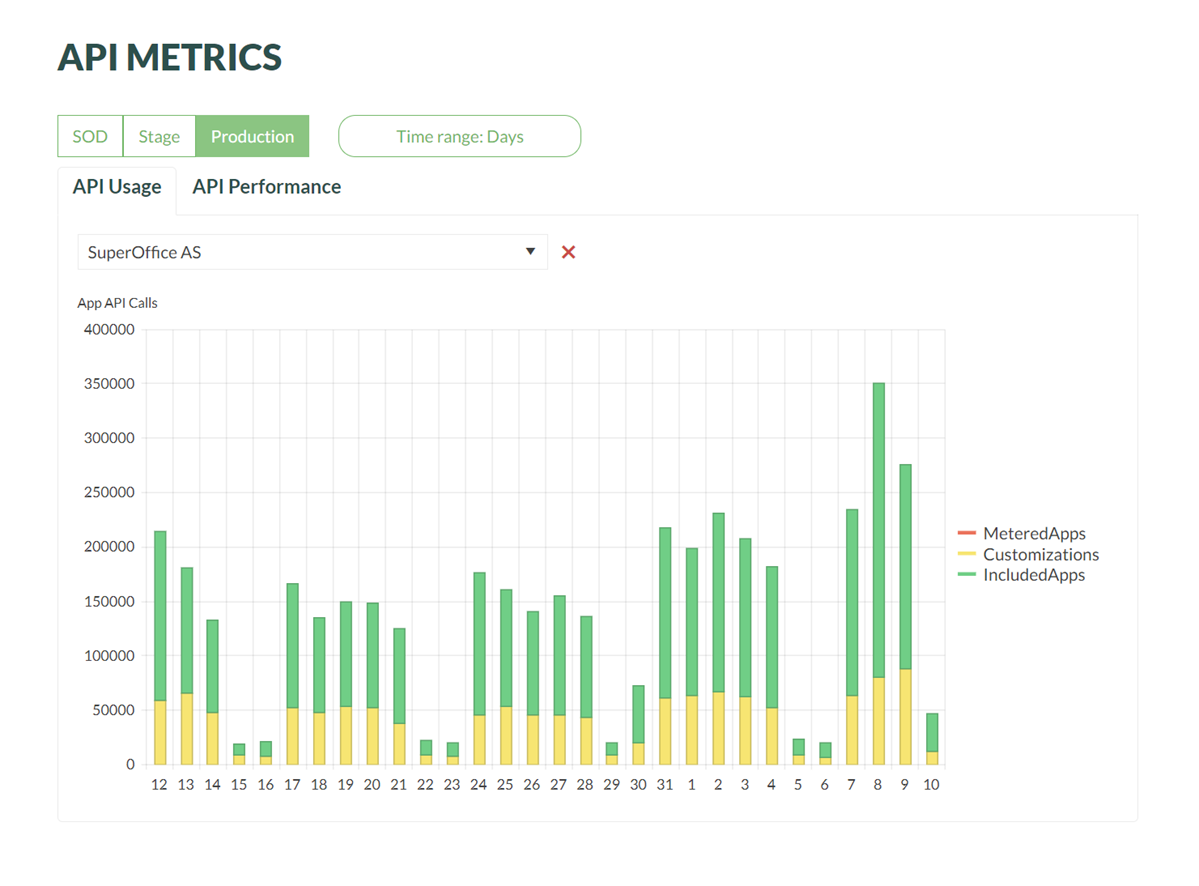 API METRICS
SOD Stage Production Time range: Days
API Usage API Performance
SuperOffice AS
App API Calls
400000
350000
300000
250000
200000
150000
100000
50000
0
12 13 14 15 16 17 18 19 20 21 22 23 24 25 26 27 28 29 30 31 1 2 3 4 5 6 7 8 9 10
MeteredApps
Customizations
IncludedApps